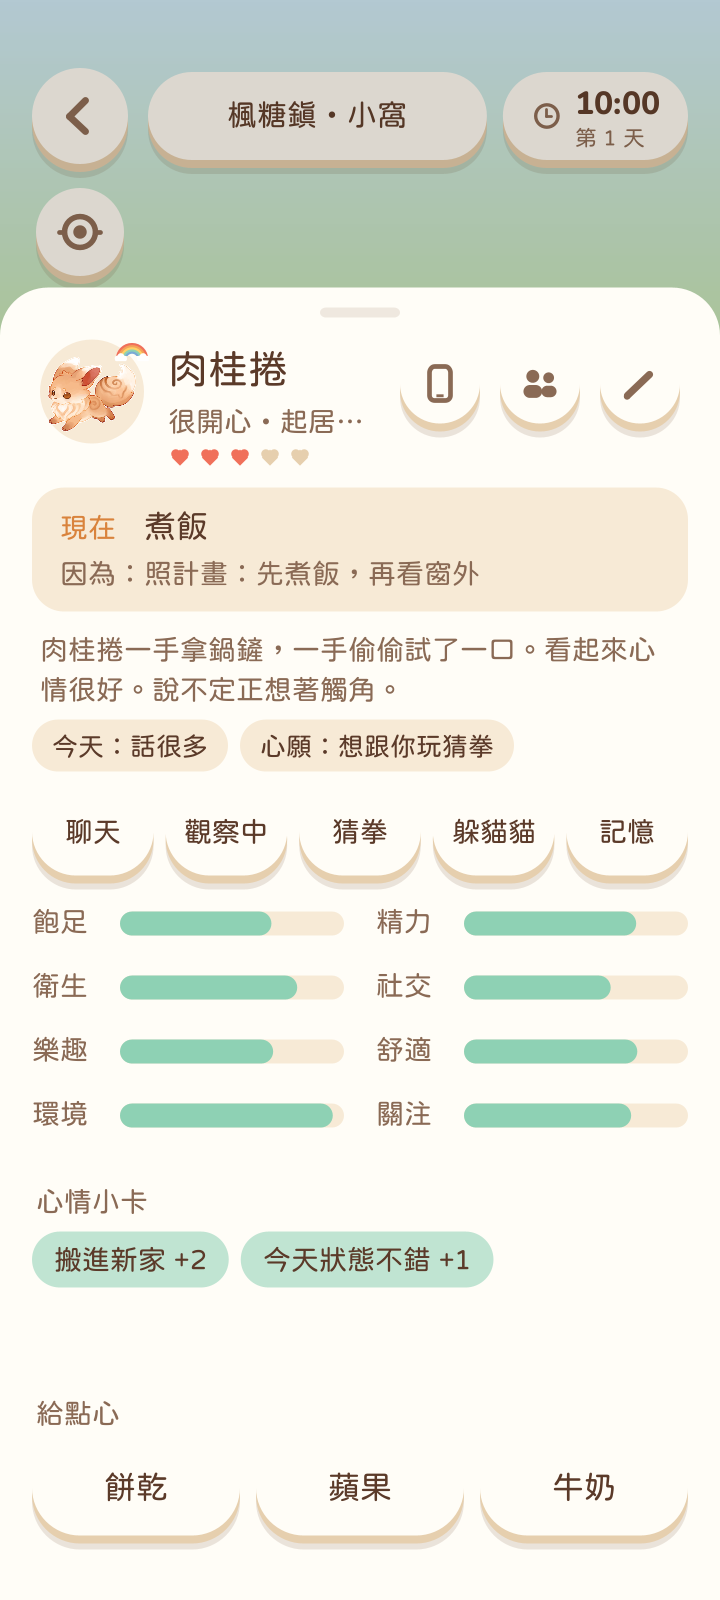 楓糖鎮・小窩
10:00
第 1 天
肉桂捲
很開心・起居⋯
現在 煮飯
因為：照計畫：先煮飯，再看窗外
肉桂捲一手拿鍋鏟，一手偷偷試了一口。看起來心
情很好。說不定正想著觸角。
今天：話很多 心願：想跟你玩猜拳
聊天 觀察中 猜拳 躲貓貓 記憶
飽足 精力
衛生 社交
樂趣 舒適
環境 關注
心情小卡
搬進新家 +2 今天狀態不錯 +1
給點心
餅乾 蘋果 牛奶